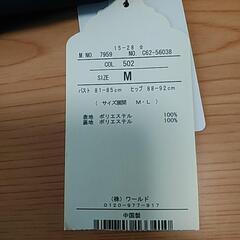 15-28 ☆
M.NO. 7959 NO. C62-56038
COL. 502
SIZE M
バスト 81-85cm ヒップ 88-92cm
( サイズ展開 M・L )
表地 ポリエステル 100%
裏地 ポリエステル 100%
(株) ワールド
0120-977-917
中国製